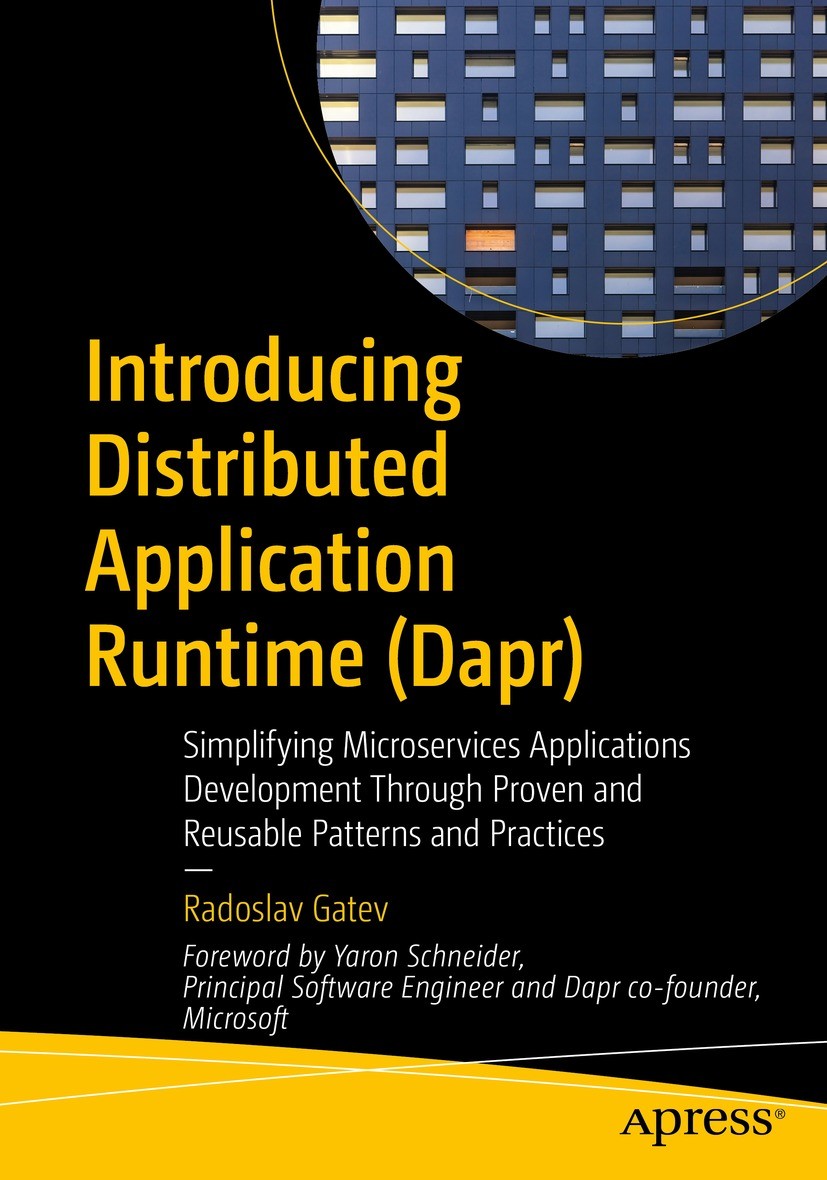 Introducing
Distributed
Application
Runtime (Dapr)
Simplifying Microservices Applications
Development Through Proven and
Reusable Patterns and Practices
—
Radoslav Gatev
Foreword by Yaron Schneider,
Principal Software Engineer and Dapr co-founder,
Microsoft
Apress®